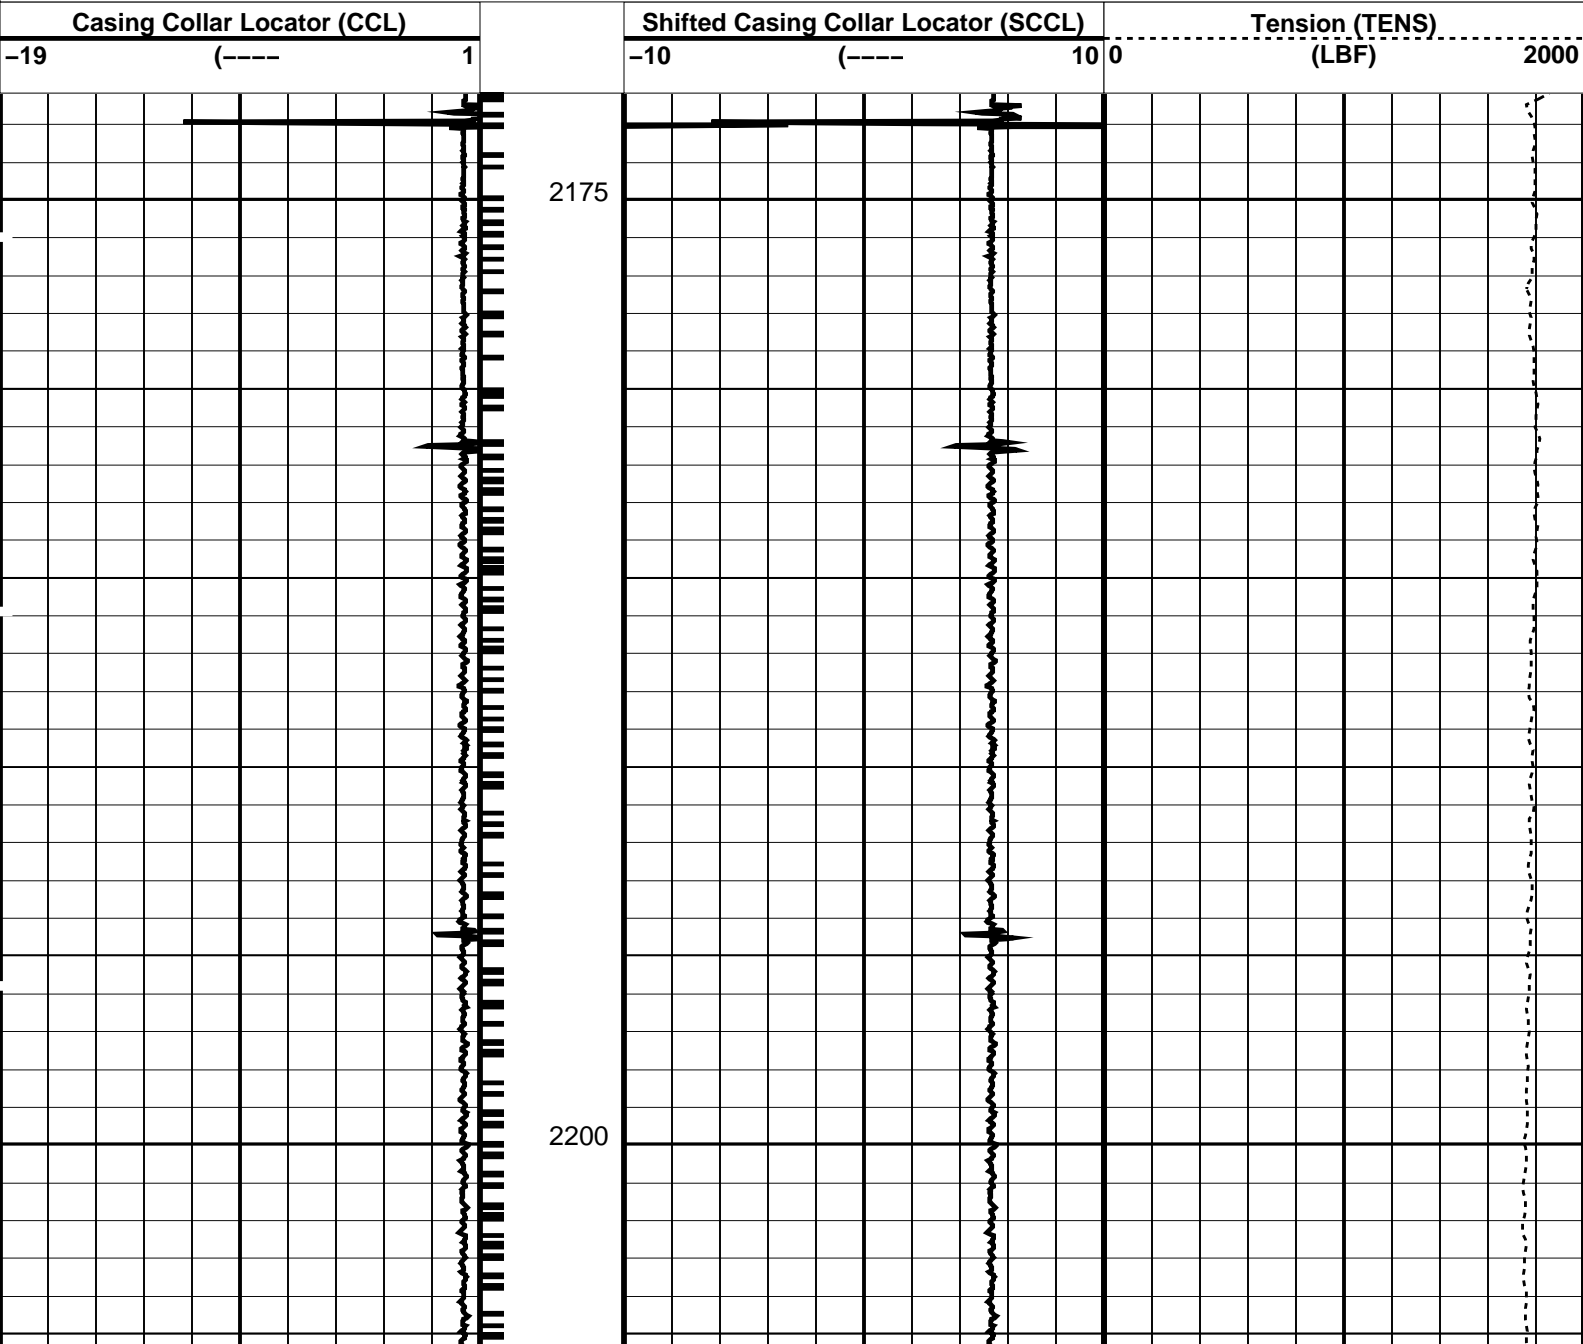 Casing Collar Locator (CCL)
−19 (−−−− 1
Shifted Casing Collar Locator (SCCL)
−10 (−−−− 10
Tension (TENS)
0 (LBF) 2000
2175
2200